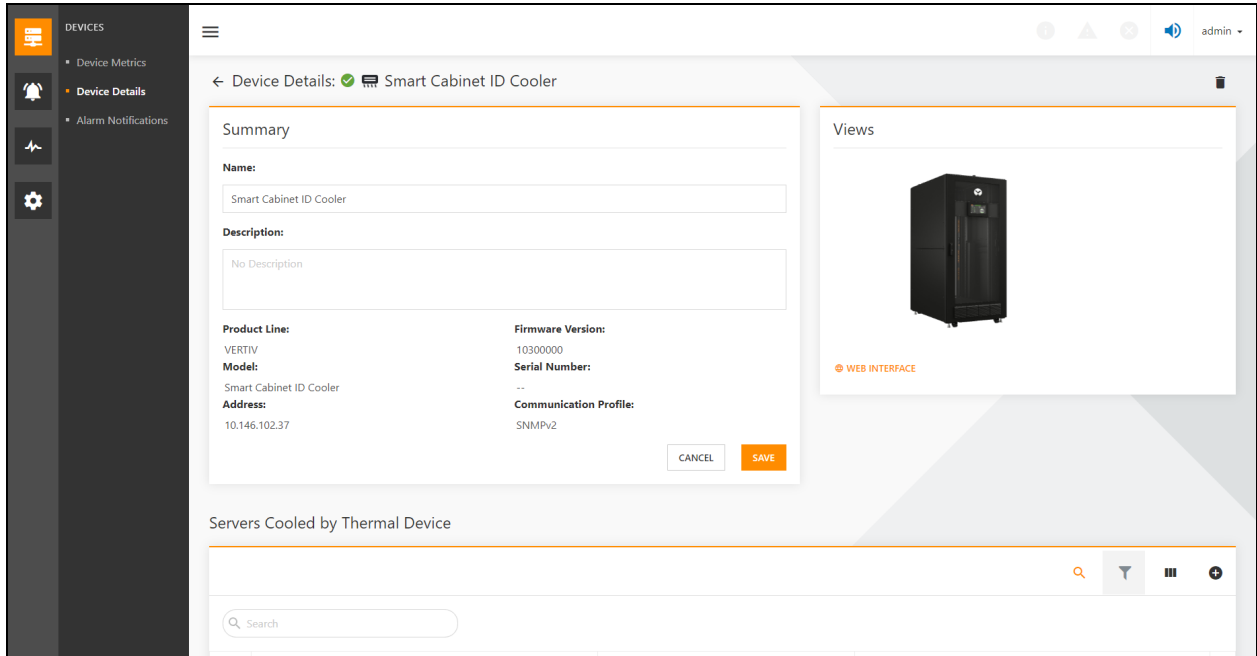 DEVICES
Device Metrics
Device Details
Alarm Notifications
admin
Device Details: Smart Cabinet ID Cooler
Summary
Name:
Smart Cabinet ID Cooler
Description:
No Description
Product Line:
VERTIV
Firmware Version:
10300000
Model:
Smart Cabinet ID Cooler
Serial Number:
--
Address:
10.146.102.37
Communication Profile:
SNMPv2
CANCEL
SAVE
Views
WEB INTERFACE
Servers Cooled by Thermal Device
Search